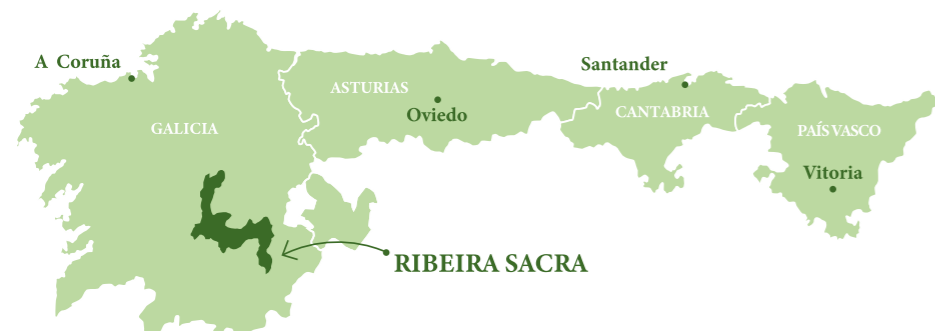 A Coruña
Santander
ASTURIAS
Oviedo
CANTABRIA
GALICIA
PAÍS VASCO
Vitoria
RIBEIRA SACRA